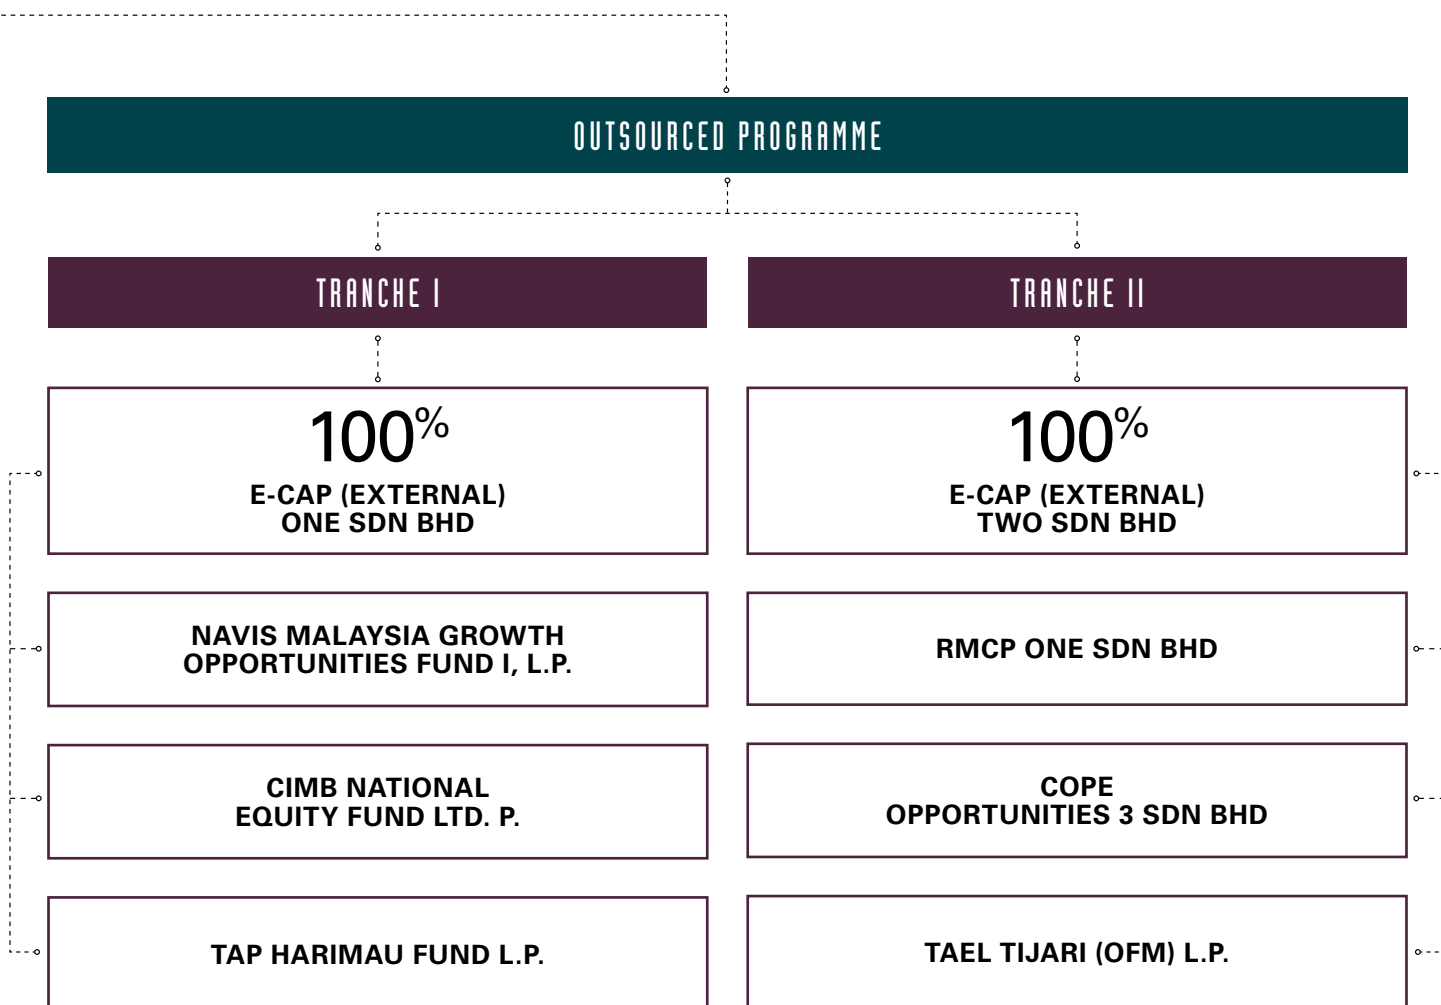 OUTSOURCED PROGRAMME
TRANCHE I
100%
E-CAP (EXTERNAL)
ONE SDN BHD
NAVIS MALAYSIA GROWTH
OPPORTUNITIES FUND I, L.P.
CIMB NATIONAL
EQUITY FUND LTD. P.
TAP HARIMAU FUND L.P.
TRANCHE II
100%
E-CAP (EXTERNAL)
TWO SDN BHD
RMCP ONE SDN BHD
COPE
OPPORTUNITIES 3 SDN BHD
TAEL TIJARI (OFM) L.P.